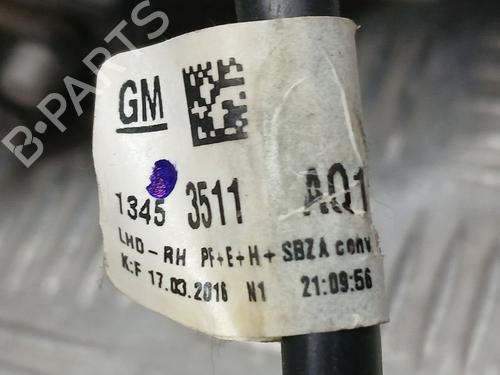 B-PARTS
GM
1345 3511 AQ1
LHD-RH PF+E+H+SBZA conv
K:F 17.03.2016 N1 21:09:56